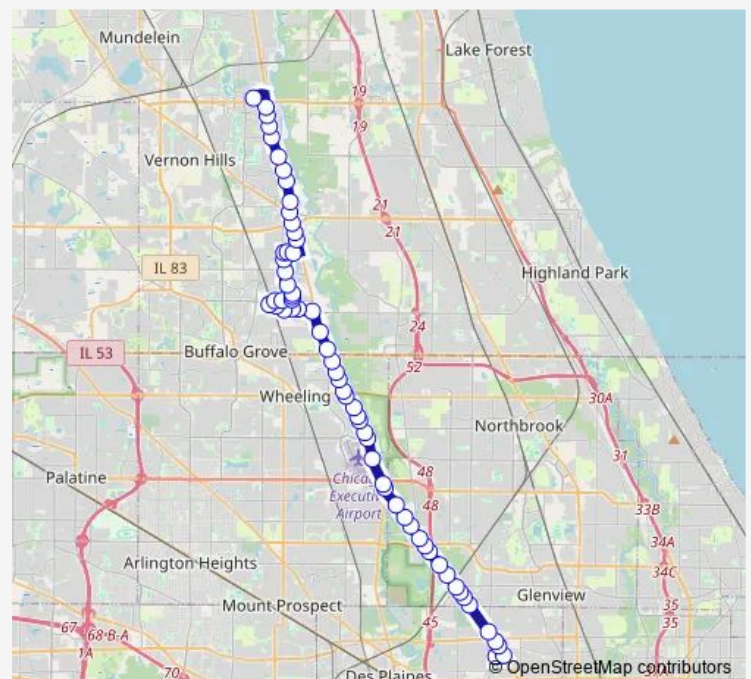 Mundelein
Lake Forest
19
19
Vernon Hills
21
21
IL 83
Highland Park
24
IL 53
Buffalo Grove
52
30A
Wheeling
Northbrook
31
Palatine
48
Chica
Executi
Airport
48
33B
34A
34C
Arlington Heights
Glenview
Mount Prospect
35
35
45
67
68 B-A
1A
70
Des Plaines
© OpenStreetMap contributors